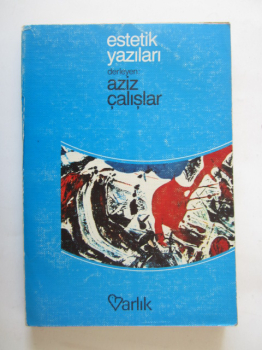 estetik
yazıları
derleyen
aziz
çalışlar
varlık